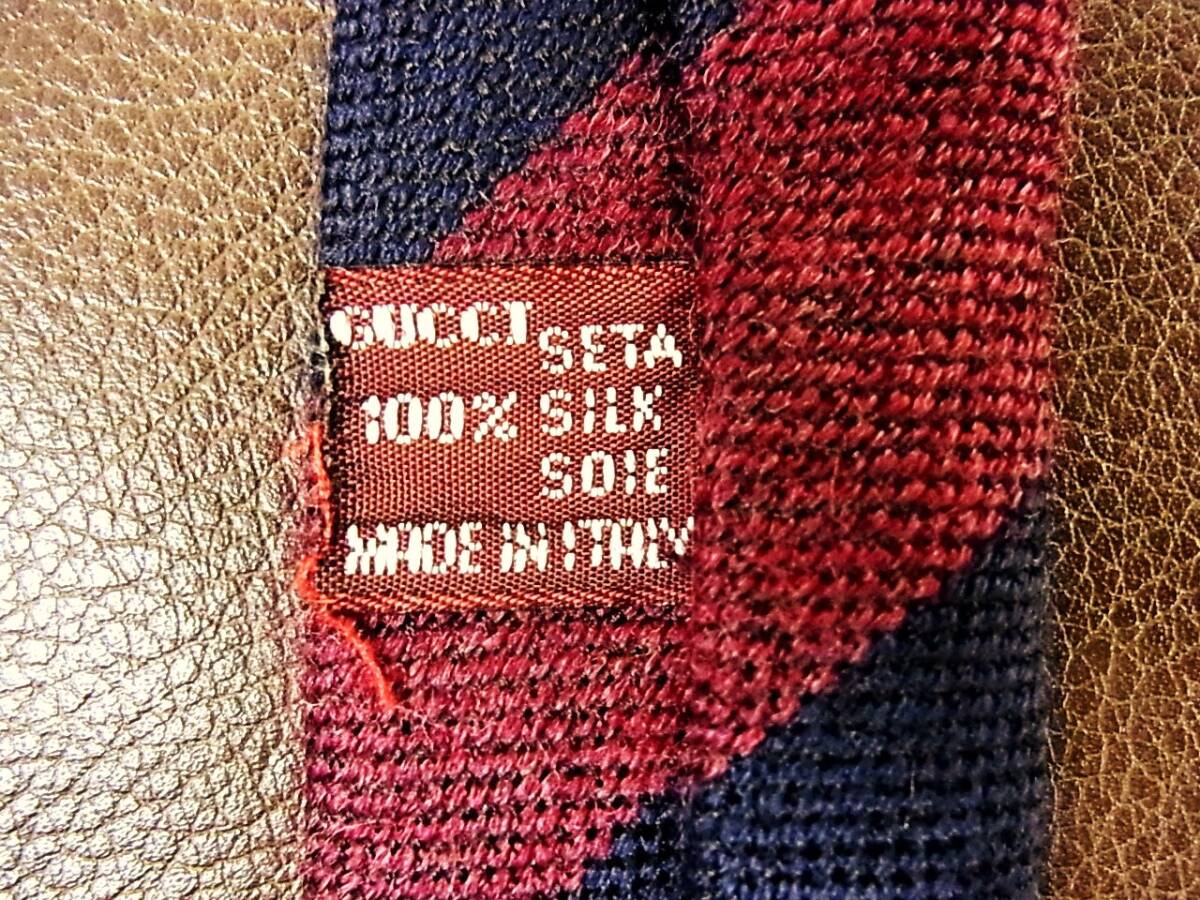 GUCCI
SETA
100% SILK
SOIE
MADE IN ITALY